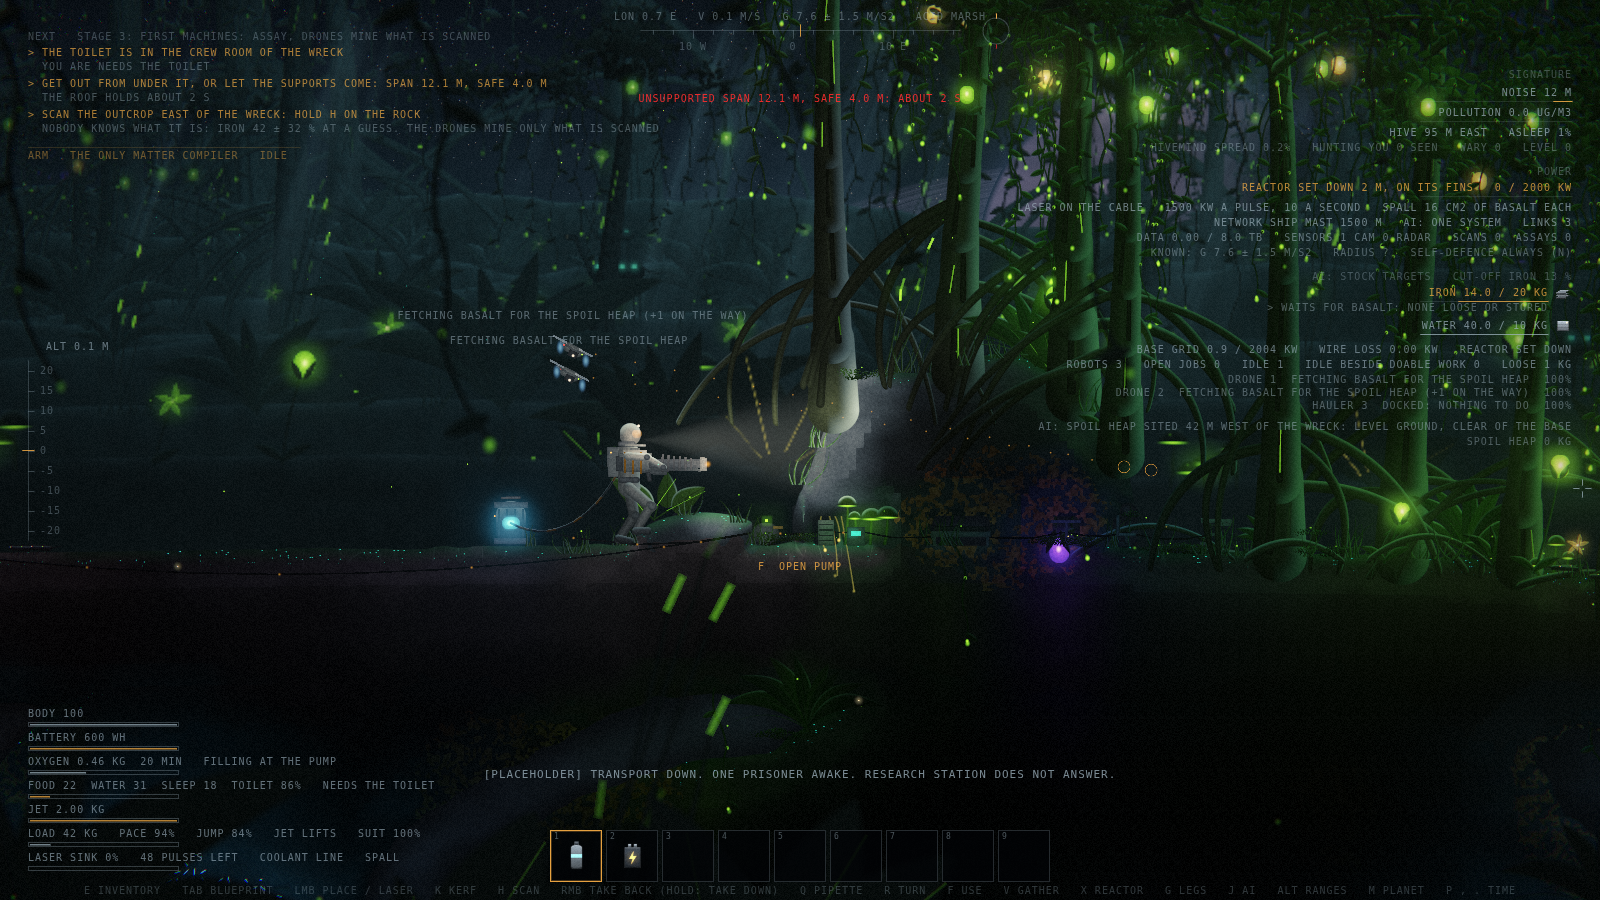 LON 0.7 E . V 0.1 M/S G 7.6 ± 1.5 M/S2 ACID MARSH
10 W 0 10 E
NEXT STAGE 3: FIRST MACHINES: ASSAY, DRONES MINE WHAT IS SCANNED
> THE TOILET IS IN THE CREW ROOM OF THE WRECK
YOU ARE NEEDS THE TOILET
> GET OUT FROM UNDER IT, OR LET THE SUPPORTS COME: SPAN 12.1 M, SAFE 4.0 M
THE ROOF HOLDS ABOUT 2 S
> SCAN THE OUTCROP EAST OF THE WRECK: HOLD H ON THE ROCK
NOBODY KNOWS WHAT IT IS: IRON 42 ± 32 % AT A GUESS. THE DRONES MINE ONLY WHAT IS SCANNED
ARM . THE ONLY MATTER COMPILER IDLE
UNSUPPORTED SPAN 12.1 M, SAFE 4.0 M: ABOUT 2 S
SIGNATURE
NOISE 12 M
POLLUTION 0.0 UG/M3
HIVE 95 M EAST . ASLEEP 1%
HIVEMIND SPREAD 0.2% HUNTING YOU 0 SEEN WARY 0 LEVEL 0
POWER
REACTOR SET DOWN 2 M, ON ITS FINS 0 / 2000 KW
LASER ON THE CABLE 1500 KW A PULSE, 10 A SECOND SPALL 16 CM2 OF BASALT EACH
NETWORK SHIP MAST 1500 M AI: ONE SYSTEM LINKS 3
DATA 0.00 / 8.0 TB SENSORS 1 CAM 0 RADAR SCANS 0 ASSAYS 0
KNOWN: G 7.6 ± 1.5 M/S2 RADIUS ? SELF-DEFENCE ALWAYS (N)
AI: STOCK TARGETS CUT-OFF IRON 13 %
IRON 14.0 / 20 KG
> WAITS FOR BASALT: NONE LOOSE OR STORED
WATER 40.0 / 10 KG
BASE GRID 0.9 / 2004 KW WIRE LOSS 0.00 KW REACTOR SET DOWN
ROBOTS 3 OPEN JOBS 0 IDLE 1 IDLE BESIDE DOABLE WORK 0 LOOSE 1 KG
DRONE 1 FETCHING BASALT FOR THE SPOIL HEAP 100%
DRONE 2 FETCHING BASALT FOR THE SPOIL HEAP (+1 ON THE WAY) 100%
HAULER 3 DOCKED: NOTHING TO DO 100%
AI: SPOIL HEAP SITED 42 M WEST OF THE WRECK: LEVEL GROUND, CLEAR OF THE BASE
SPOIL HEAP 0 KG
FETCHING BASALT FOR THE SPOIL HEAP (+1 ON THE WAY)
FETCHING BASALT FOR THE SPOIL HEAP
ALT 0.1 M
20
15
10
5
0
-5
-10
-15
-20
F OPEN PUMP
BODY 100
BATTERY 600 WH
OXYGEN 0.46 KG 20 MIN FILLING AT THE PUMP
FOOD 22 WATER 31 SLEEP 18 TOILET 86% NEEDS THE TOILET
JET 2.00 KG
LOAD 42 KG PACE 94% JUMP 84% JET LIFTS SUIT 100%
LASER SINK 0% 48 PULSES LEFT COOLANT LINE SPALL
[PLACEHOLDER] TRANSPORT DOWN. ONE PRISONER AWAKE. RESEARCH STATION DOES NOT ANSWER.
1 2 3 4 5 6 7 8 9
E INVENTORY TAB BLUEPRINT LMB PLACE / LASER K KERF H SCAN RMB TAKE BACK (HOLD: TAKE DOWN) Q PIPETTE R TURN F USE V GATHER X REACTOR G LEGS J AI ALT RANGES M PLANET P , . TIME